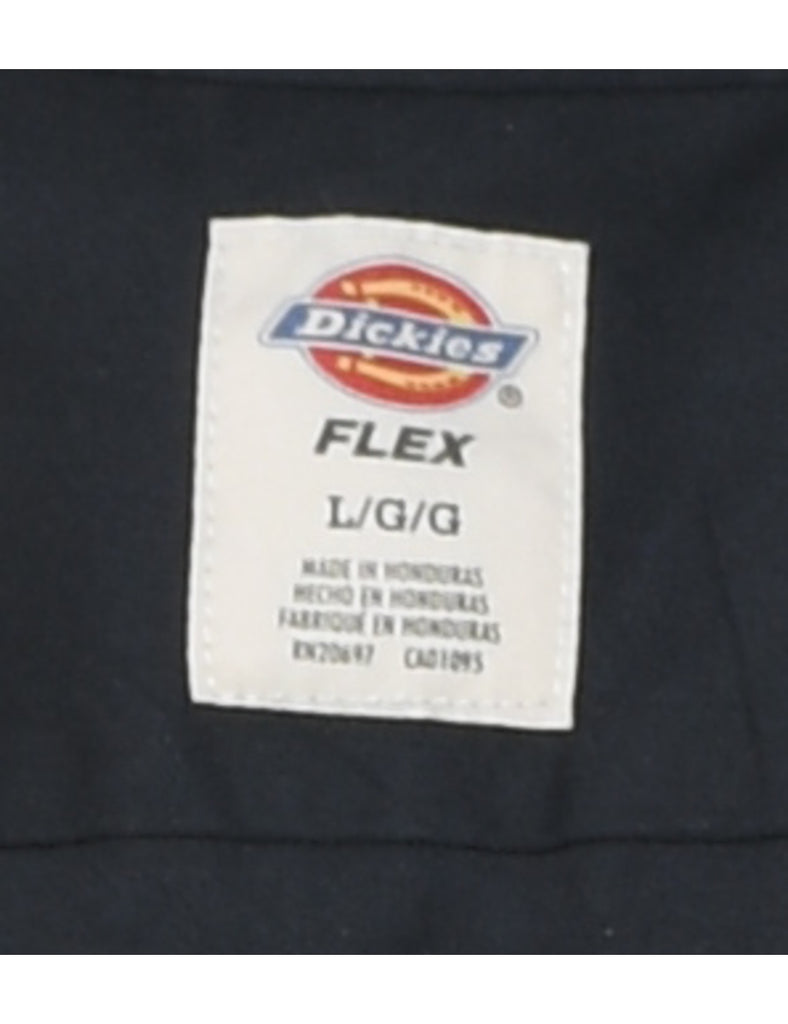 Dickies
®
FLEX
L/G/G
MADE IN HONDURAS
HECHO EN HONDURAS
FABRIQUÉ EN HONDURAS
RN20697 CA01095